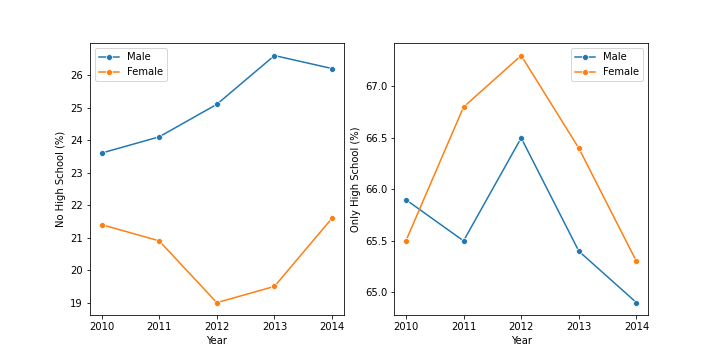 Male
Female
No High School (%)
26
25
24
23
22
21
20
19
2010 2011 2012 2013 2014
Year
Male
Female
Only High School (%)
67.0
66.5
66.0
65.5
65.0
2010 2011 2012 2013 2014
Year